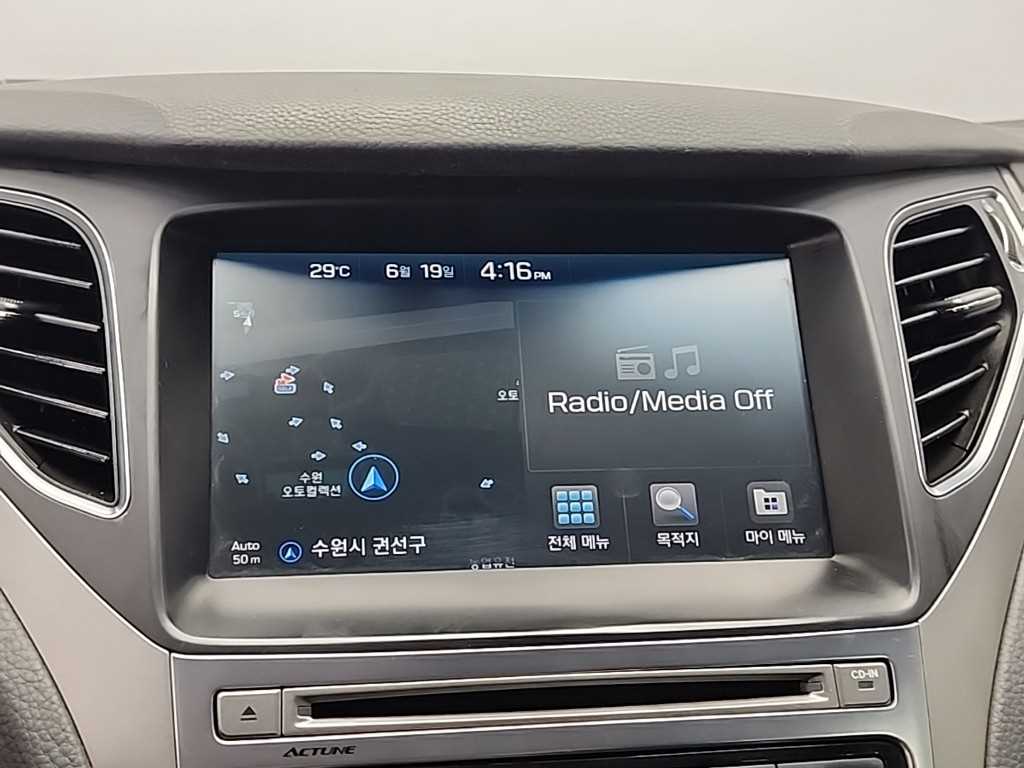 29°C 6월 19일 4:16 PM
S
오토
Radio/Media Off
수원
오토컬렉션
전체 메뉴 목적지 마이 메뉴
Auto
50 m
수원시 권선구
CD-IN
ACTUNE